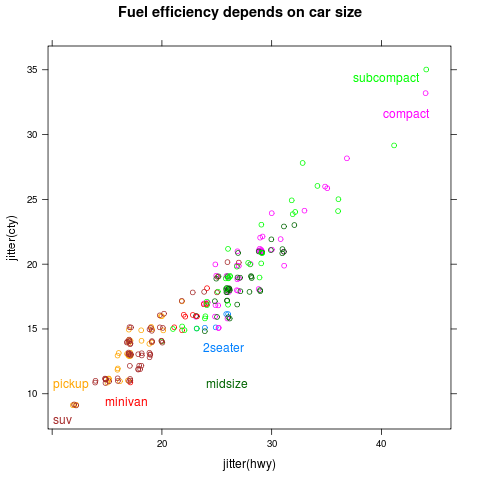 Fuel efficiency depends on car size
35
30
25
20
15
10
jitter(cty)
subcompact
compact
2seater
pickup
midsize
minivan
suv
20
30
40
jitter(hwy)